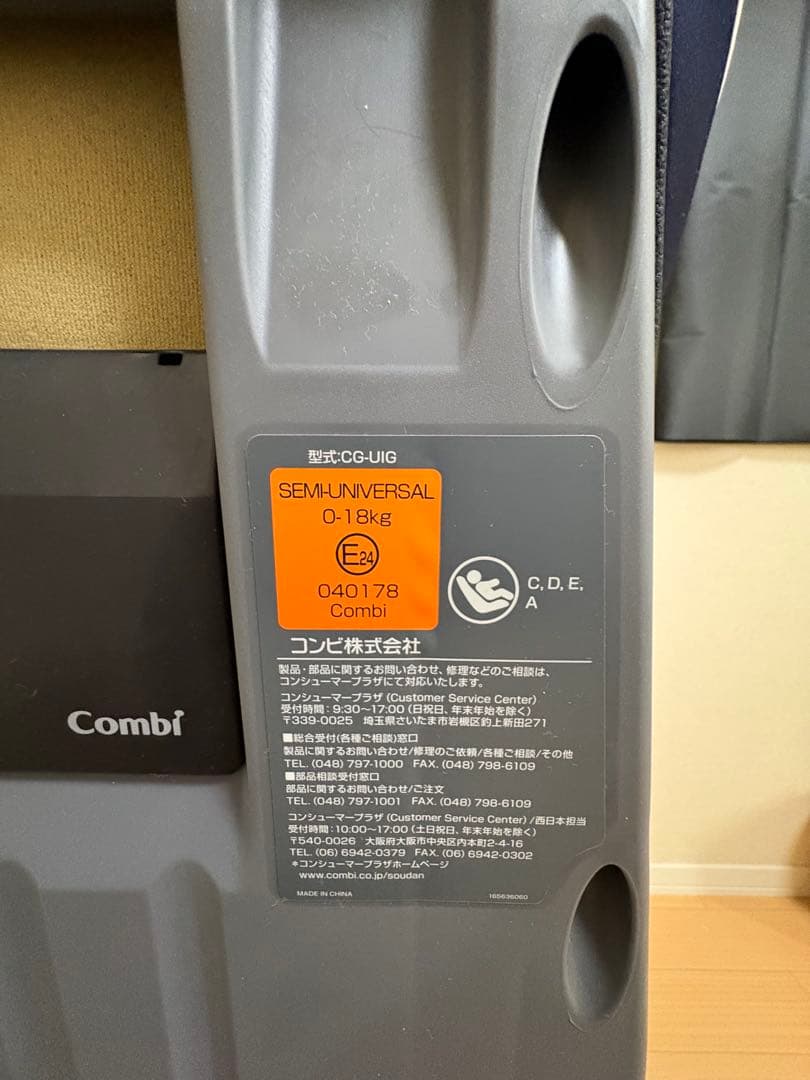 型式:CG-UIG
SEMI-UNIVERSAL
0-18kg
E24
040178
Combi
C, D, E,
A
コンビ株式会社
製品・部品に関するお問い合わせ、修理などのご相談は、
コンシューマープラザにて対応いたします。
コンシューマープラザ (Customer Service Center)
受付時間：9:30～17:00 (日祝日、年末年始を除く)
〒339-0025 埼玉県さいたま市岩槻区釣上新田271
■総合受付(各種ご相談)窓口
製品に関するお問い合わせ/修理のご依頼/各種ご相談/その他
TEL. (048) 797-1000 FAX. (048) 798-6109
■部品相談受付窓口
部品に関するお問い合わせ/ご注文
TEL. (048) 797-1001 FAX. (048) 798-6109
コンシューマープラザ (Customer Service Center) /西日本担当
受付時間：10:00～17:00 (土日祝日、年末年始を除く)
〒540-0026 大阪府大阪市中央区内本町2-4-16
TEL. (06) 6942-0379 FAX. (06) 6942-0302
＊コンシューマープラザホームページ
www.combi.co.jp/soudan
MADE IN CHINA 165636060
Combi